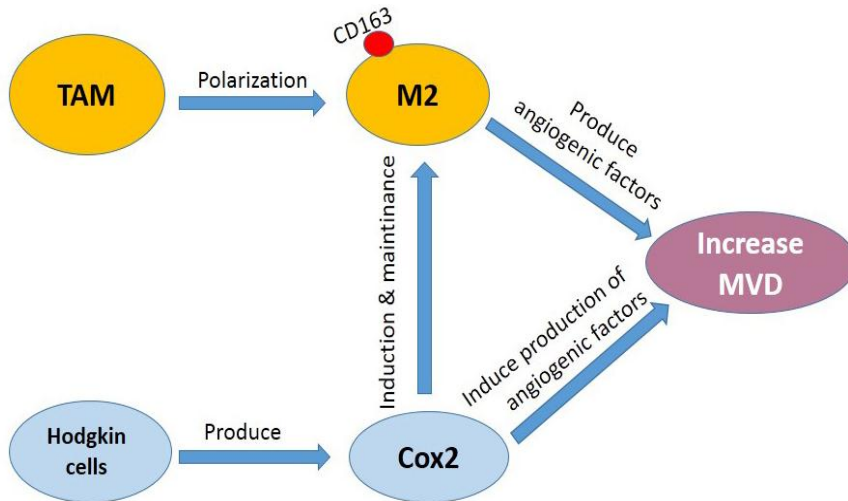 CD163
TAM
Polarization
M2
Produce
angiogenic factors
Induction & maintinance
Increase
MVD
Induce production of
angiogenic factors
Hodgkin
cells
Produce
Cox2